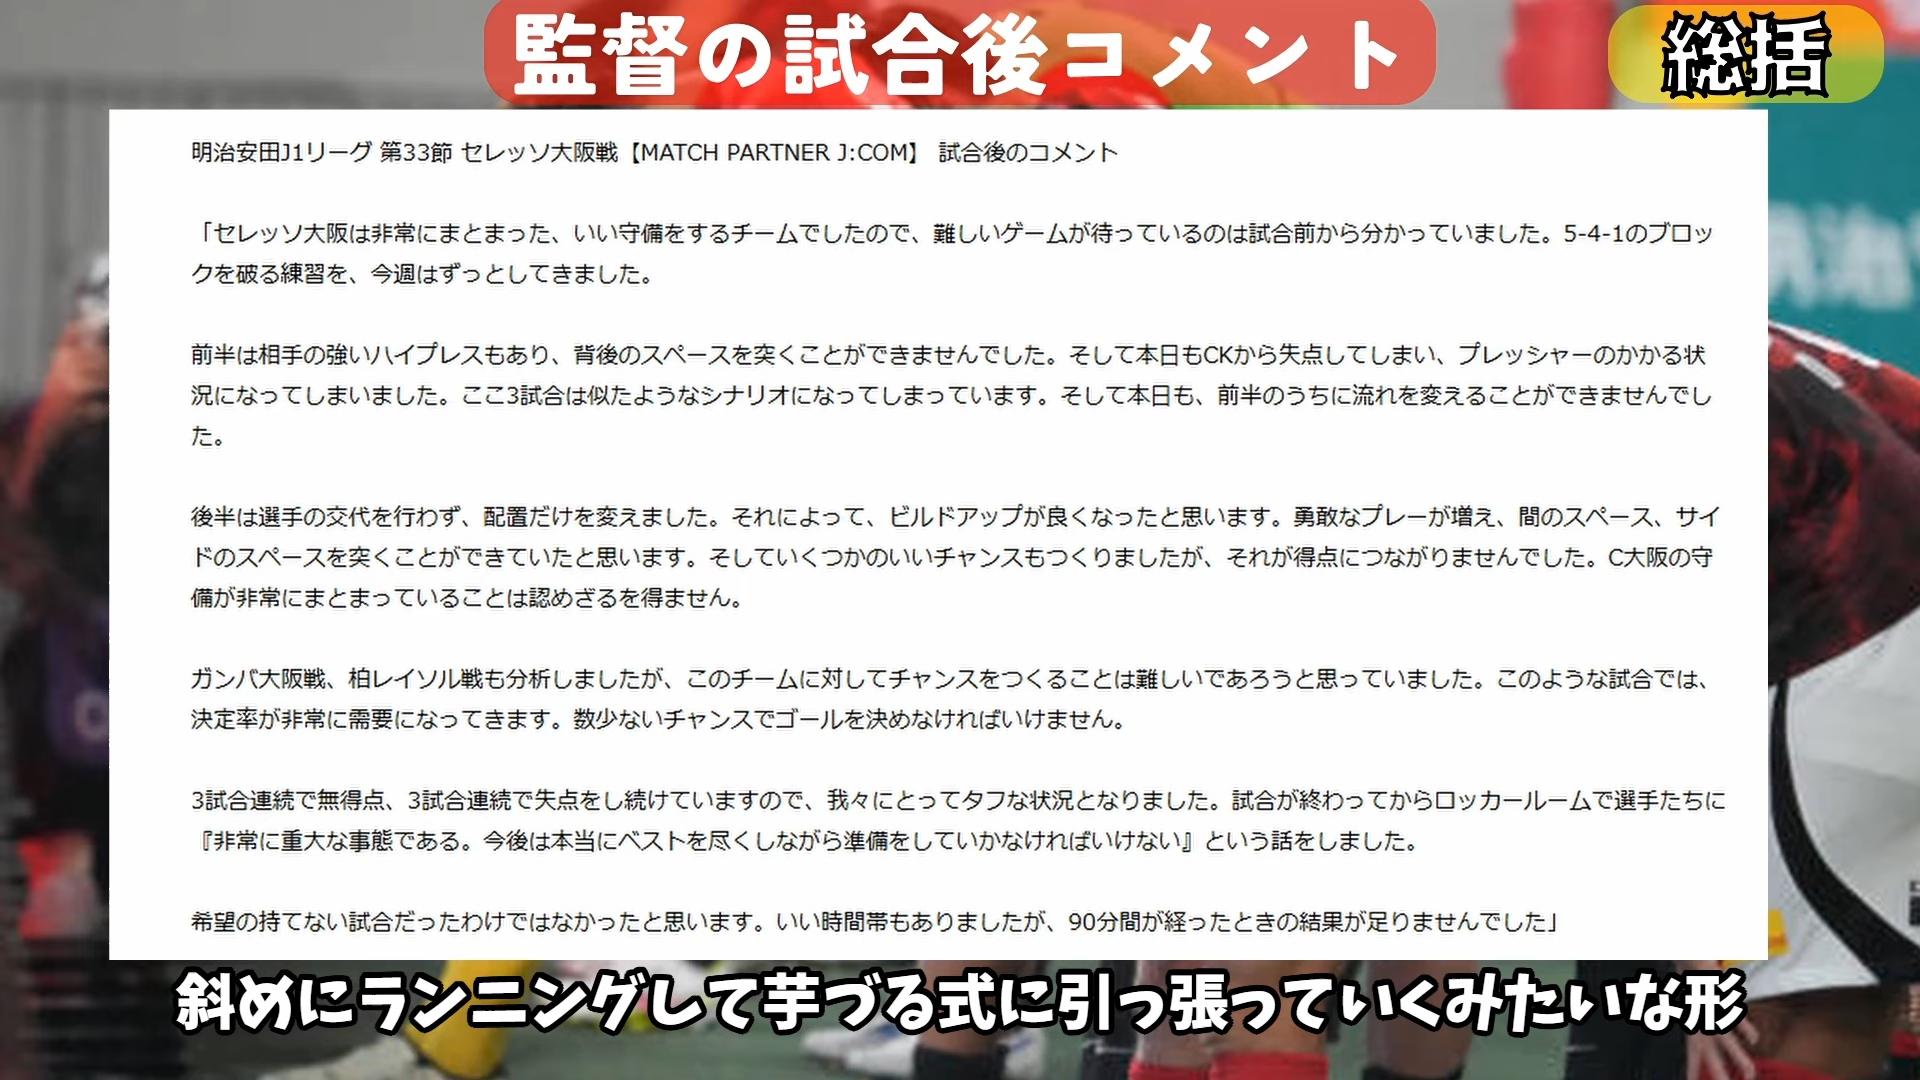 監督の試合後コメント
総括
明治安田J1リーグ 第33節 セレッソ大阪戦【MATCH PARTNER J:COM】 試合後のコメント
「セレッソ大阪は非常にまとまった、いい守備をするチームでしたので、難しいゲームが待っているのは試合前から分かっていました。5-4-1のブロッ
クを破る練習を、今週はずっとしてきました。
前半は相手の強いハイプレスもあり、背後のスペースを突くことができませんでした。そして本日もCKから失点してしまい、プレッシャーのかかる状
況になってしまいました。ここ3試合は似たようなシナリオになってしまっています。そして本日も、前半のうちに流れを変えることができませんでし
た。
後半は選手の交代を行わず、配置だけを変えました。それによって、ビルドアップが良くなったと思います。勇敢なプレーが増え、間のスペース、サイ
ドのスペースを突くことができていたと思います。そしていくつかのいいチャンスもつくりましたが、それが得点につながりませんでした。C大阪の守
備が非常にまとまっていることは認めざるを得ません。
ガンバ大阪戦、柏レイソル戦も分析しましたが、このチームに対してチャンスをつくることは難しいであろうと思っていました。このような試合では、
決定率が非常に需要になってきます。数少ないチャンスでゴールを決めなければいけません。
3試合連続で無得点、3試合連続で失点をし続けていますので、我々にとってタフな状況となりました。試合が終わってからロッカールームで選手たちに
『非常に重大な事態である。今後は本当にベストを尽くしながら準備をしていかなければいけない』という話をしました。
希望の持てない試合だったわけではなかったと思います。いい時間帯もありましたが、90分間が経ったときの結果が足りませんでした」
斜めにランニングして芋づる式に引っ張っていくみたいな形